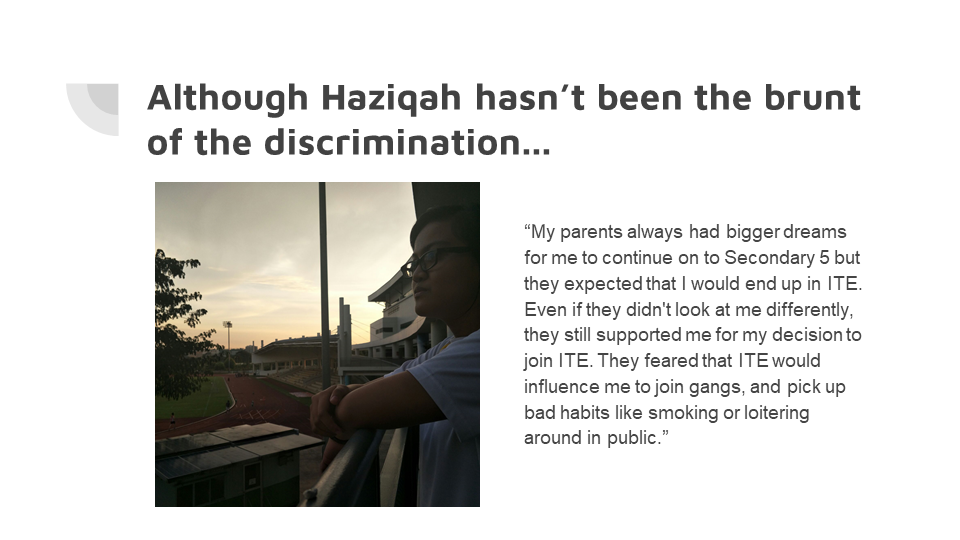 Although Haziqah hasn’t been the brunt
of the discrimination...
“My parents always had bigger dreams
for me to continue on to Secondary 5 but
they expected that I would end up in ITE.
Even if they didn't look at me differently,
they still supported me for my decision to
join ITE. They feared that ITE would
influence me to join gangs, and pick up
bad habits like smoking or loitering
around in public.”